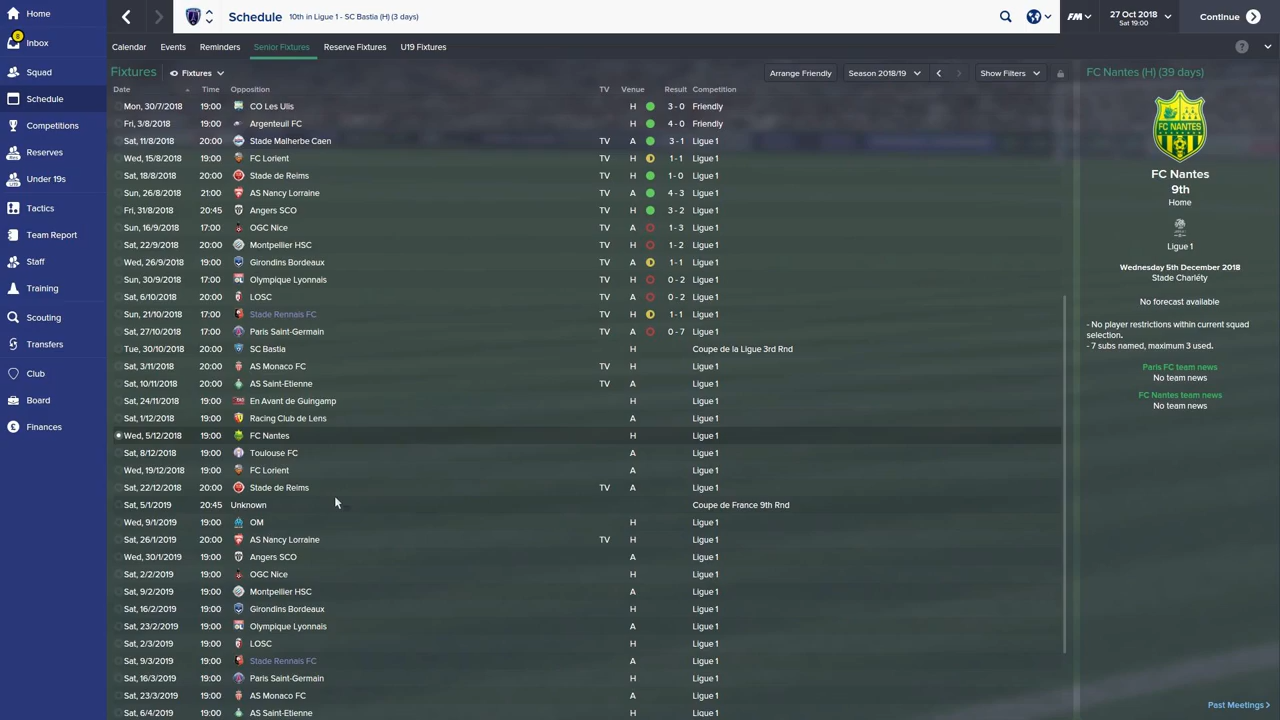 Home
8
Inbox
Squad
Schedule
Competitions
Reserves
Under 19s
Tactics
Team Report
Staff
Training
Scouting
Transfers
Club
Board
Finances
Schedule 10th in Ligue 1 - SC Bastia (H) (3 days)
FM
27 Oct 2018
Sat 19:00
Continue
Calendar Events Reminders Senior Fixtures Reserve Fixtures U19 Fixtures
?
Fixtures Fixtures Arrange Friendly Season 2018/19 Show Filters
Date Time Opposition TV Venue Result Competition
Mon, 30/7/2018 19:00 CO Les Ulis H 3 - 0 Friendly
Fri, 3/8/2018 19:00 Argenteuil FC H 4 - 0 Friendly
Sat, 11/8/2018 20:00 Stade Malherbe Caen TV A 3 - 1 Ligue 1
Wed, 15/8/2018 19:00 FC Lorient TV H 1 - 1 Ligue 1
Sat, 18/8/2018 20:00 Stade de Reims TV H 1 - 0 Ligue 1
Sun, 26/8/2018 21:00 AS Nancy Lorraine TV A 4 - 3 Ligue 1
Fri, 31/8/2018 20:45 Angers SCO TV H 3 - 2 Ligue 1
Sun, 16/9/2018 17:00 OGC Nice TV A 1 - 3 Ligue 1
Sat, 22/9/2018 20:00 Montpellier HSC TV H 1 - 2 Ligue 1
Wed, 26/9/2018 19:00 Girondins Bordeaux TV A 1 - 1 Ligue 1
Sun, 30/9/2018 17:00 Olympique Lyonnais TV H 0 - 2 Ligue 1
Sat, 6/10/2018 20:00 LOSC TV A 0 - 2 Ligue 1
Sun, 21/10/2018 17:00 Stade Rennais FC TV H 1 - 1 Ligue 1
Sat, 27/10/2018 17:00 Paris Saint-Germain TV A 0 - 7 Ligue 1
Tue, 30/10/2018 20:00 SC Bastia H Coupe de la Ligue 3rd Rnd
Sat, 3/11/2018 20:00 AS Monaco FC TV H Ligue 1
Sat, 10/11/2018 20:00 AS Saint-Etienne TV A Ligue 1
Sat, 24/11/2018 19:00 En Avant de Guingamp H Ligue 1
Sat, 1/12/2018 19:00 Racing Club de Lens A Ligue 1
Wed, 5/12/2018 19:00 FC Nantes H Ligue 1
Sat, 8/12/2018 19:00 Toulouse FC A Ligue 1
Wed, 19/12/2018 19:00 FC Lorient A Ligue 1
Sat, 22/12/2018 20:00 Stade de Reims TV A Ligue 1
Sat, 5/1/2019 20:45 Unknown Coupe de France 9th Rnd
Wed, 9/1/2019 19:00 OM H Ligue 1
Sat, 26/1/2019 20:00 AS Nancy Lorraine TV H Ligue 1
Wed, 30/1/2019 19:00 Angers SCO A Ligue 1
Sat, 2/2/2019 19:00 OGC Nice H Ligue 1
Sat, 9/2/2019 19:00 Montpellier HSC A Ligue 1
Sat, 16/2/2019 19:00 Girondins Bordeaux H Ligue 1
Sat, 23/2/2019 19:00 Olympique Lyonnais A Ligue 1
Sat, 2/3/2019 19:00 LOSC H Ligue 1
Sat, 9/3/2019 19:00 Stade Rennais FC A Ligue 1
Sat, 16/3/2019 19:00 Paris Saint-Germain H Ligue 1
Sat, 23/3/2019 19:00 AS Monaco FC A Ligue 1
Sat, 6/4/2019 19:00 AS Saint-Etienne H Ligue 1
FC Nantes (H) (39 days)
FC NANTES
FC Nantes
9th
Home
Ligue 1
Wednesday 5th December 2018
Stade Charléty
No forecast available
- No player restrictions within current squad
selection.
- 7 subs named, maximum 3 used.
Paris FC team news
No team news
FC Nantes team news
No team news
Past Meetings >